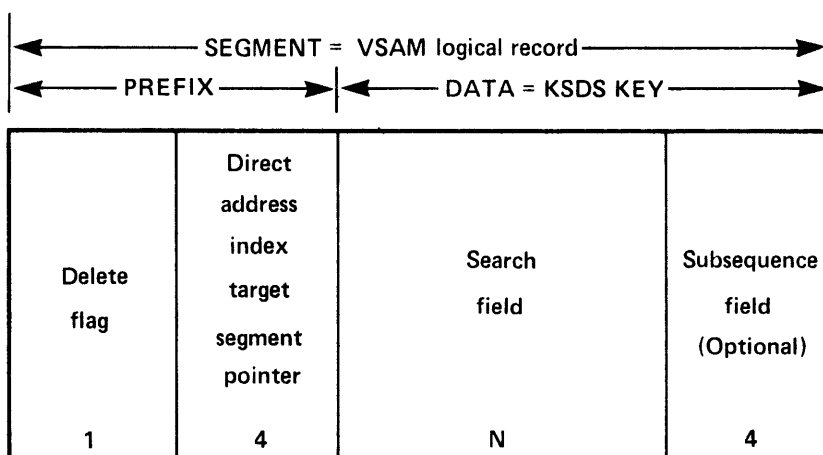 SEGMENT = VSAM logical record
PREFIX
DATA = KSDS KEY
Delete
flag
1
Direct
address
index
target
segment
pointer
4
Search
field
N
Subsequence
field
(Optional)
4